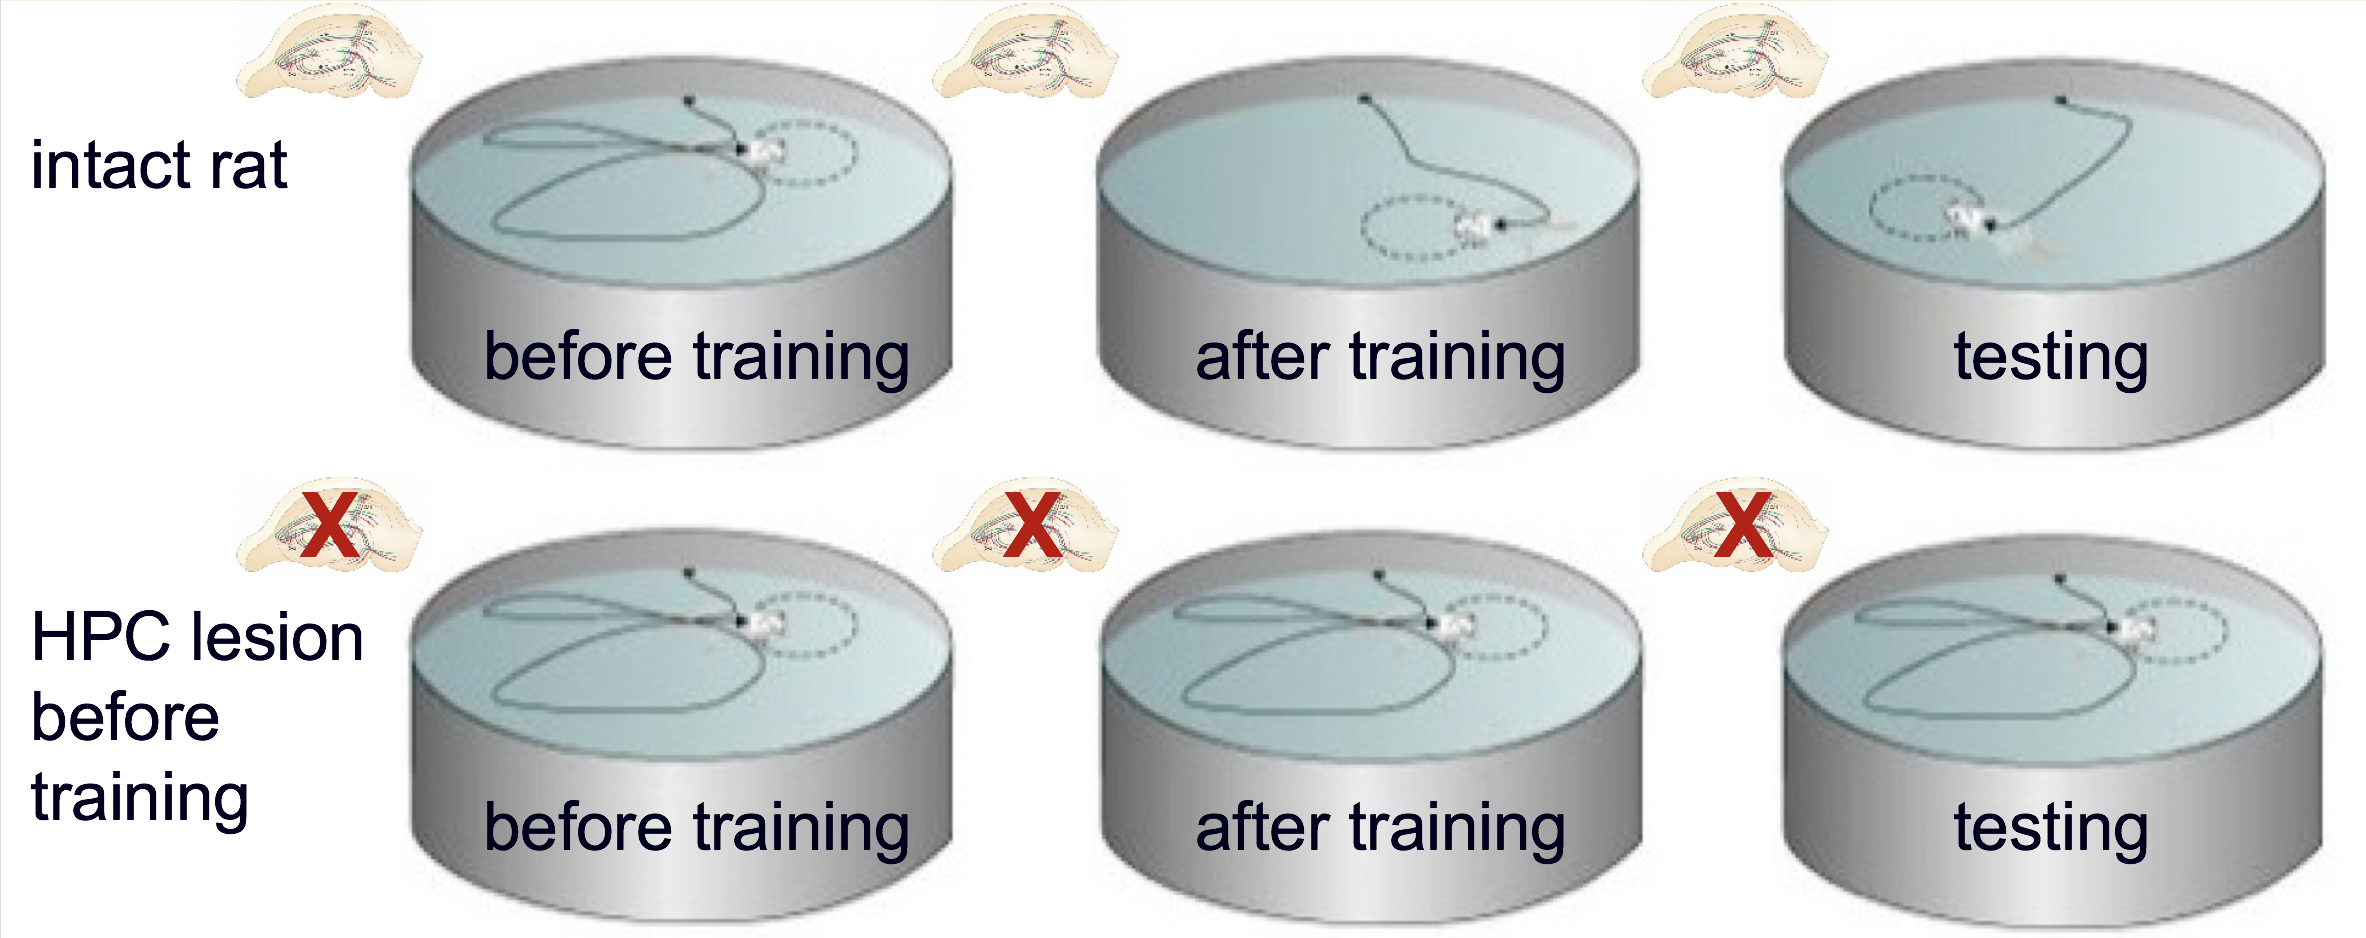 intact rat
before training
after training
testing
X
X
X
HPC lesion
before
training
before training
after training
testing